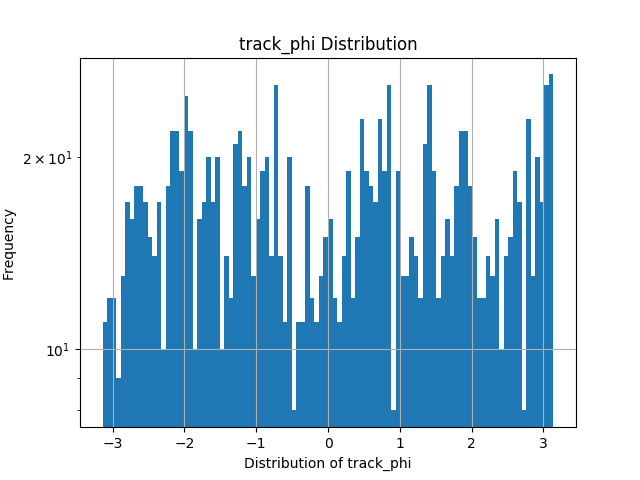 track_phi Distribution
Frequency
2 × 10¹
10¹
−3 −2 −1 0 1 2 3
Distribution of track_phi